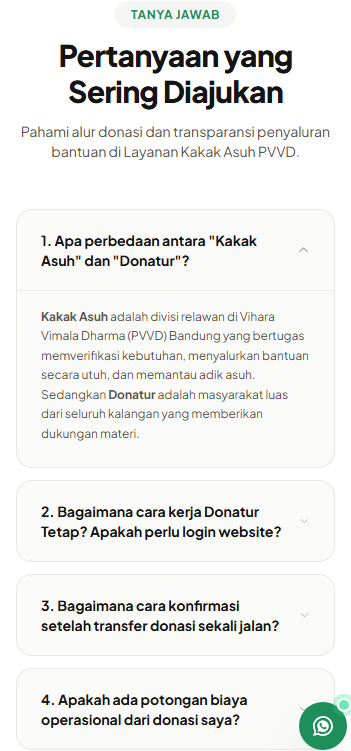 TANYA JAWAB
Pertanyaan yang
Sering Diajukan
Pahami alur donasi dan transparansi penyaluran
bantuan di Layanan Kakak Asuh PVVD.
1. Apa perbedaan antara "Kakak
Asuh" dan "Donatur"?
Kakak Asuh adalah divisi relawan di Vihara
Vimala Dharma (PVVD) Bandung yang bertugas
memverifikasi kebutuhan, menyalurkan bantuan
secara utuh, dan memantau adik asuh.
Sedangkan Donatur adalah masyarakat luas
dari seluruh kalangan yang memberikan
dukungan materi.
2. Bagaimana cara kerja Donatur
Tetap? Apakah perlu login website?
3. Bagaimana cara konfirmasi
setelah transfer donasi sekali jalan?
4. Apakah ada potongan biaya
operasional dari donasi saya?